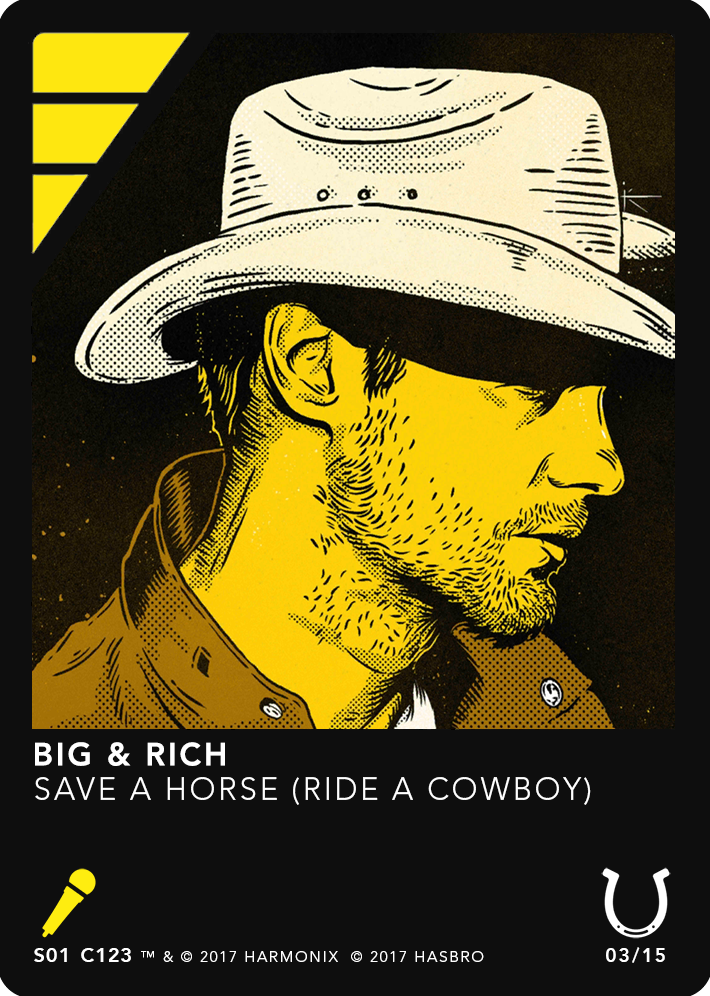 BIG & RICH
SAVE A HORSE (RIDE A COWBOY)
S01 C123 ™ & © 2017 HARMONIX © 2017 HASBRO
03/15